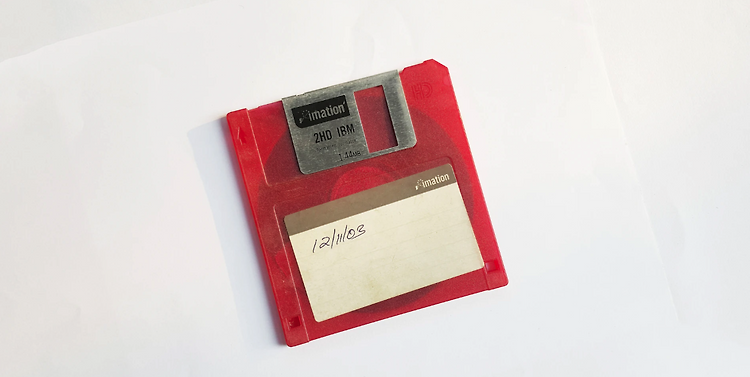 imation
2HD IBM
1.44MB
imation
12/11/03